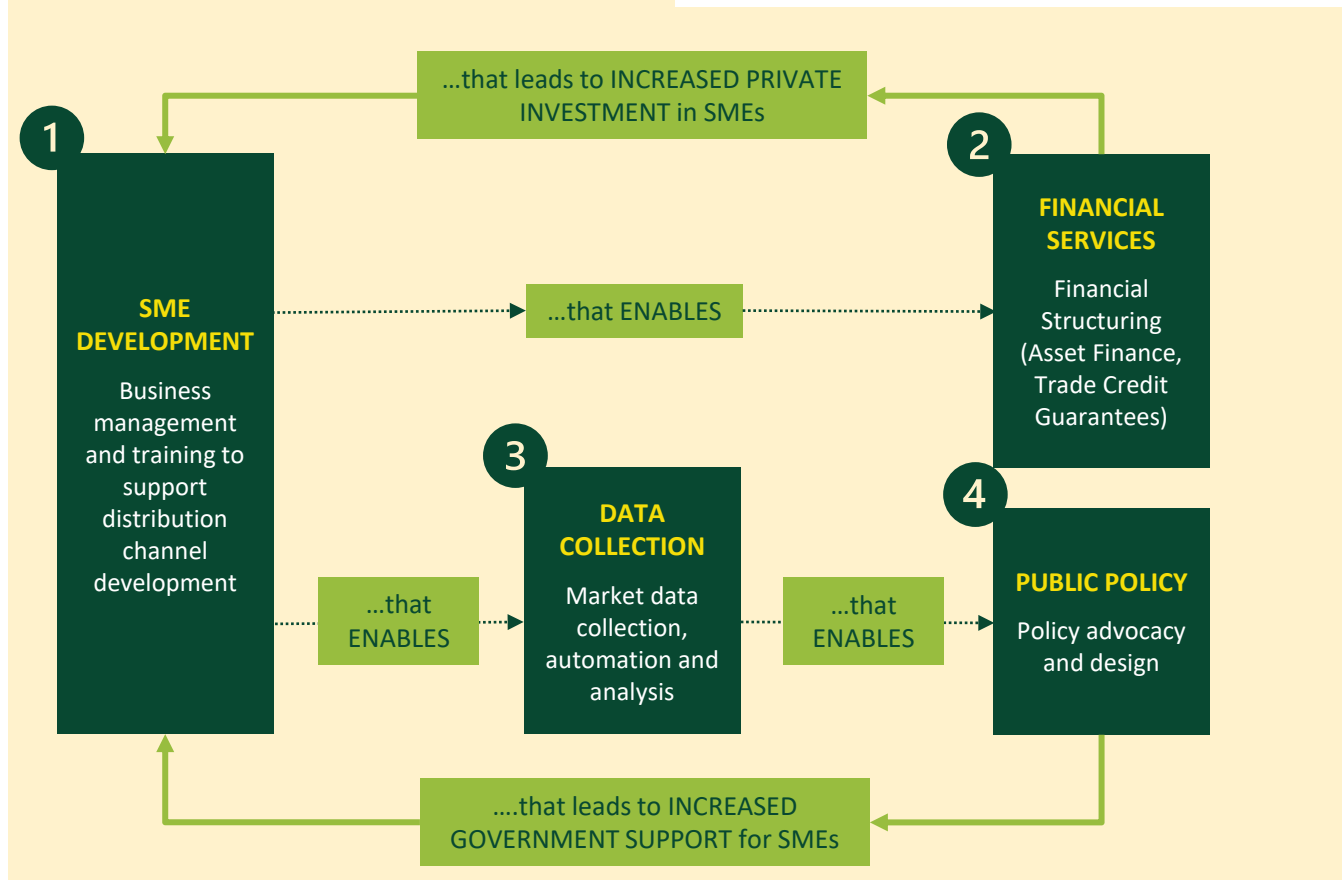 ...that leads to INCREASED PRIVATE
INVESTMENT in SMEs
1
SME
DEVELOPMENT
Business
management
and training to
support
distribution
channel
development
...that ENABLES
2
FINANCIAL
SERVICES
Financial
Structuring
(Asset Finance,
Trade Credit
Guarantees)
...that
ENABLES
3
DATA
COLLECTION
Market data
collection,
automation and
analysis
...that
ENABLES
4
PUBLIC POLICY
Policy advocacy
and design
....that leads to INCREASED
GOVERNMENT SUPPORT for SMEs